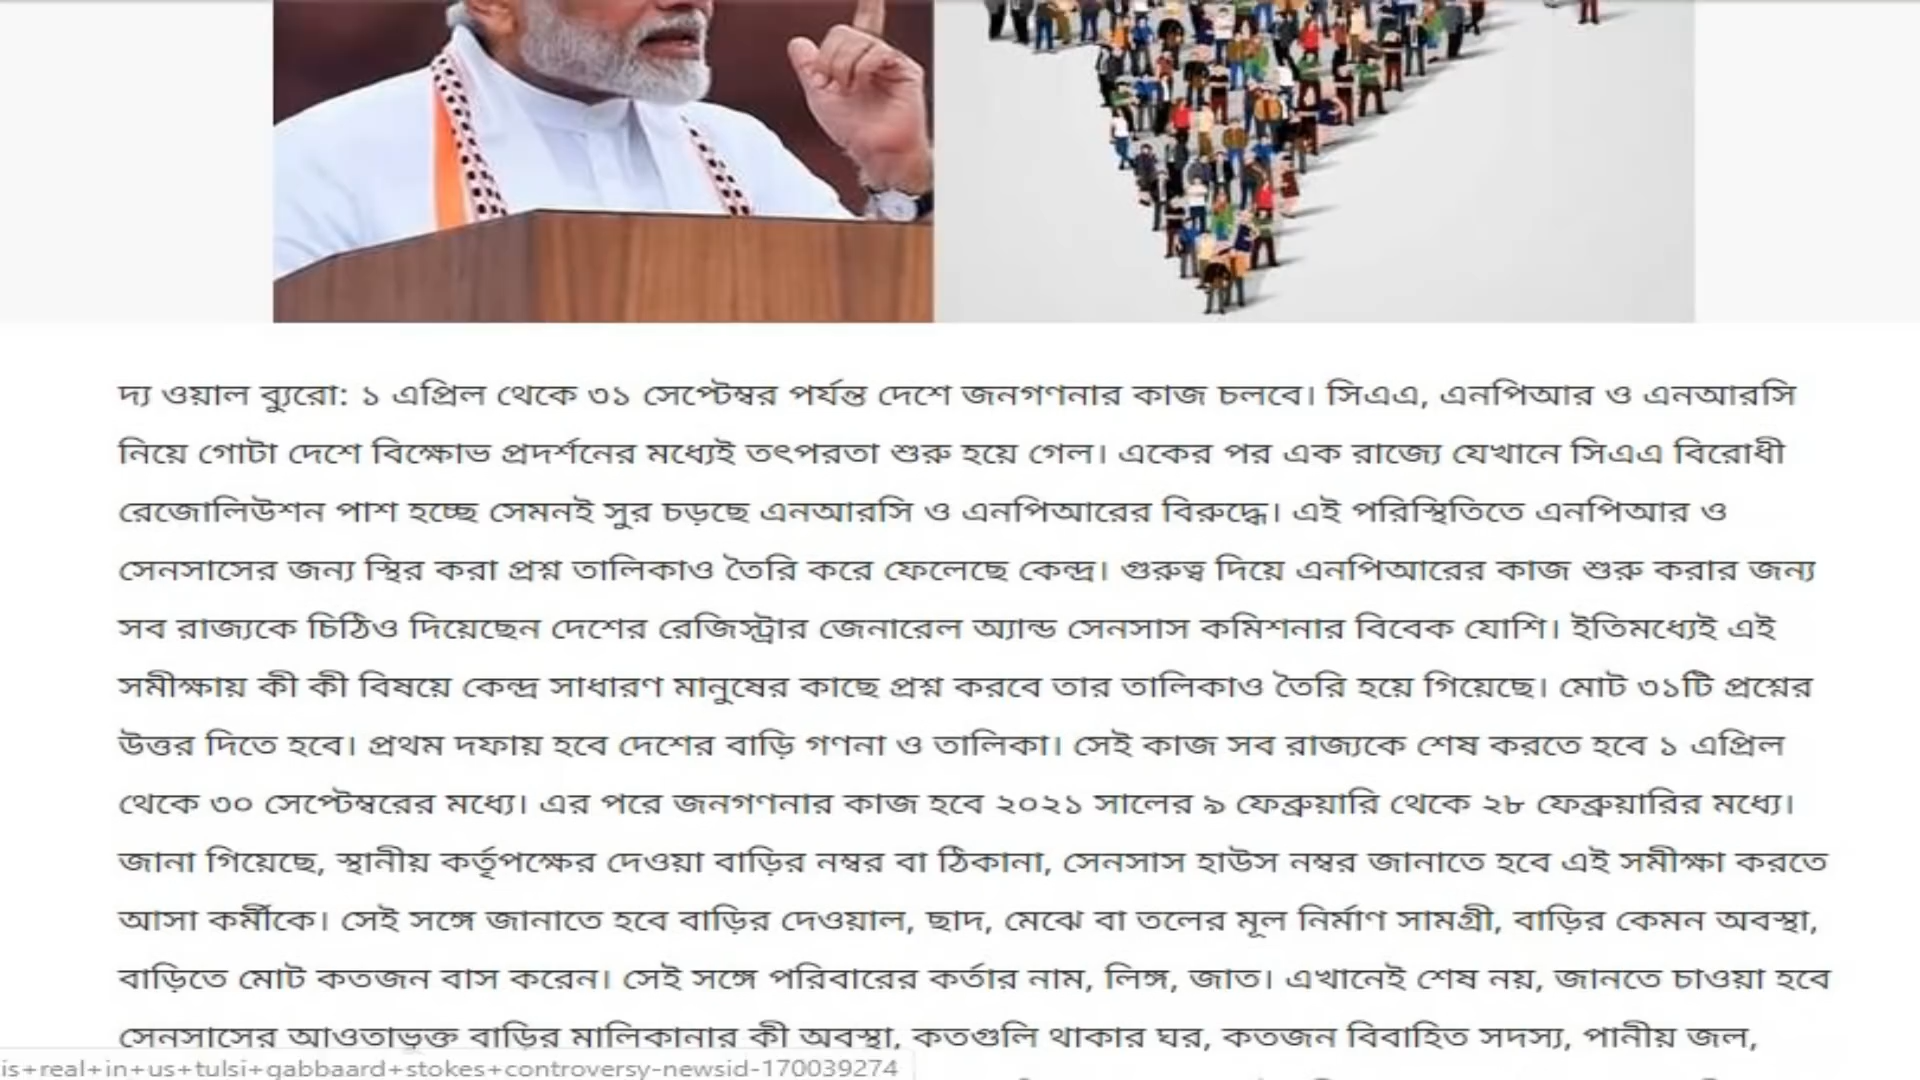 দ্য ওয়াল ব্যুরো: ১ এপ্রিল থেকে ৩১ সেপ্টেম্বর পর্যন্ত দেশে জনগণনার কাজ চলবে। সিএএ, এনপিআর ও এনআরসি
নিয়ে গোটা দেশে বিক্ষোভ প্রদর্শনের মধ্যেই তৎপরতা শুরু হয়ে গেল। একের পর এক রাজ্যে যেখানে সিএএ বিরোধী
রেজোলিউশন পাশ হচ্ছে সেমনই সুর চড়ছে এনআরসি ও এনপিআরের বিরুদ্ধে। এই পরিস্থিতিতে এনপিআর ও
সেনসাসের জন্য স্থির করা প্রশ্ন তালিকাও তৈরি করে ফেলেছে কেন্দ্র। গুরুত্ব দিয়ে এনপিআরের কাজ শুরু করার জন্য
সব রাজ্যকে চিঠিও দিয়েছেন দেশের রেজিস্ট্রার জেনারেল অ্যান্ড সেনসাস কমিশনার বিবেক যোশি। ইতিমধ্যেই এই
সমীক্ষায় কী কী বিষয়ে কেন্দ্র সাধারণ মানুষের কাছে প্রশ্ন করবে তার তালিকাও তৈরি হয়ে গিয়েছে। মোট ৩১টি প্রশ্নের
উত্তর দিতে হবে। প্রথম দফায় হবে দেশের বাড়ি গণনা ও তালিকা। সেই কাজ সব রাজ্যকে শেষ করতে হবে ১ এপ্রিল
থেকে ৩০ সেপ্টেম্বরের মধ্যে। এর পরে জনগণনার কাজ হবে ২০২১ সালের ৯ ফেব্রুয়ারি থেকে ২৮ ফেব্রুয়ারির মধ্যে।
জানা গিয়েছে, স্থানীয় কর্তৃপক্ষের দেওয়া বাড়ির নম্বর বা ঠিকানা, সেনসাস হাউস নম্বর জানাতে হবে এই সমীক্ষা করতে
আসা কর্মীকে। সেই সঙ্গে জানাতে হবে বাড়ির দেওয়াল, ছাদ, মেঝে বা তলের মূল নির্মাণ সামগ্রী, বাড়ির কেমন অবস্থা,
বাড়িতে মোট কতজন বাস করেন। সেই সঙ্গে পরিবারের কর্তার নাম, লিঙ্গ, জাত। এখানেই শেষ নয়, জানতে চাওয়া হবে
সেনসাসের আওতাভুক্ত বাড়ির মালিকানার কী অবস্থা, কতগুলি থাকার ঘর, কতজন বিবাহিত সদস্য, পানীয় জল,
is+real+in+us+tulsi+gabbaard+stokes+controversy-newsid-170039274